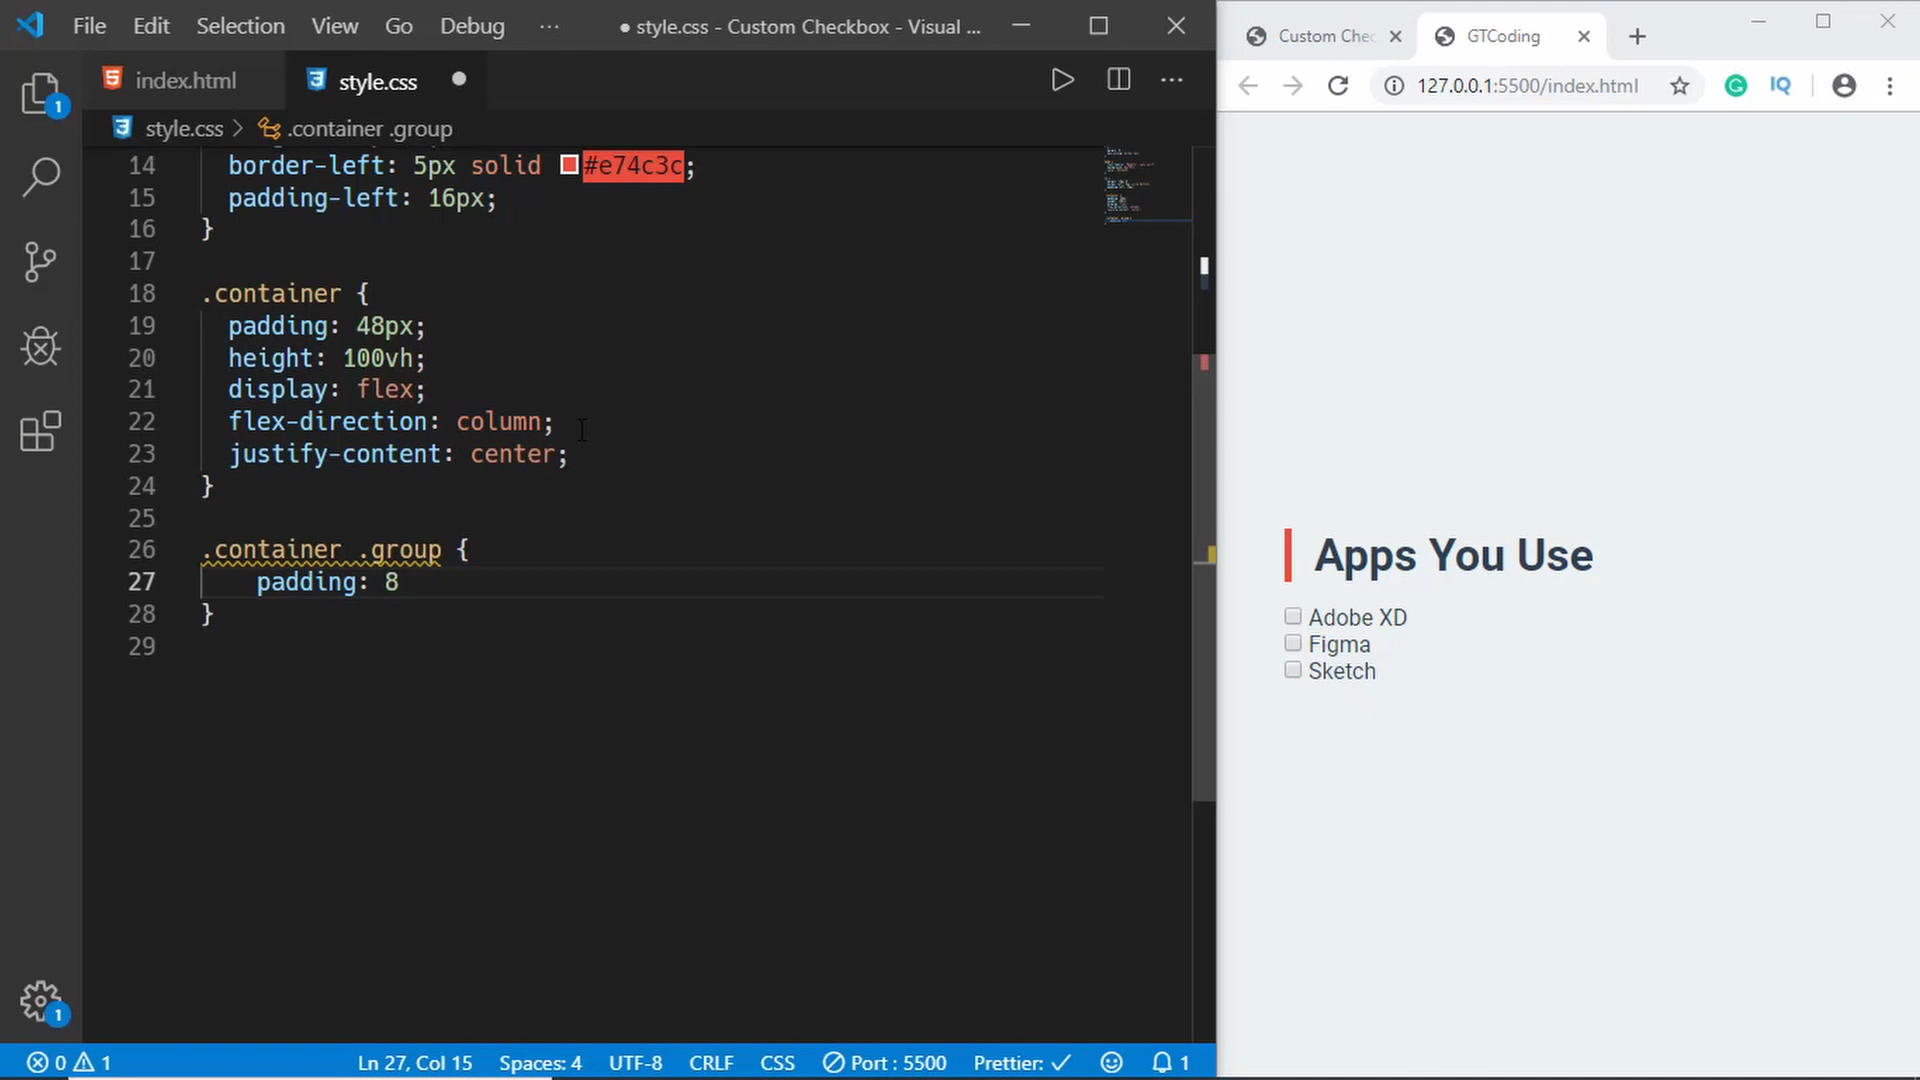 File Edit Selection View Go Debug ··· ● style.css - Custom Checkbox - Visual ...
index.html
style.css
style.css > .container .group
14 border-left: 5px solid #e74c3c;
15 padding-left: 16px;
16 }
17
18 .container {
19 padding: 48px;
20 height: 100vh;
21 display: flex;
22 flex-direction: column;
23 justify-content: center;
24 }
25
26 .container .group {
27 padding: 8
28 }
29
1
1
0 1 Ln 27, Col 15 Spaces: 4 UTF-8 CRLF CSS Port : 5500 Prettier: ✓ 1
Custom Chec
GTCoding
127.0.0.1:5500/index.html
IQ
Apps You Use
Adobe XD
Figma
Sketch